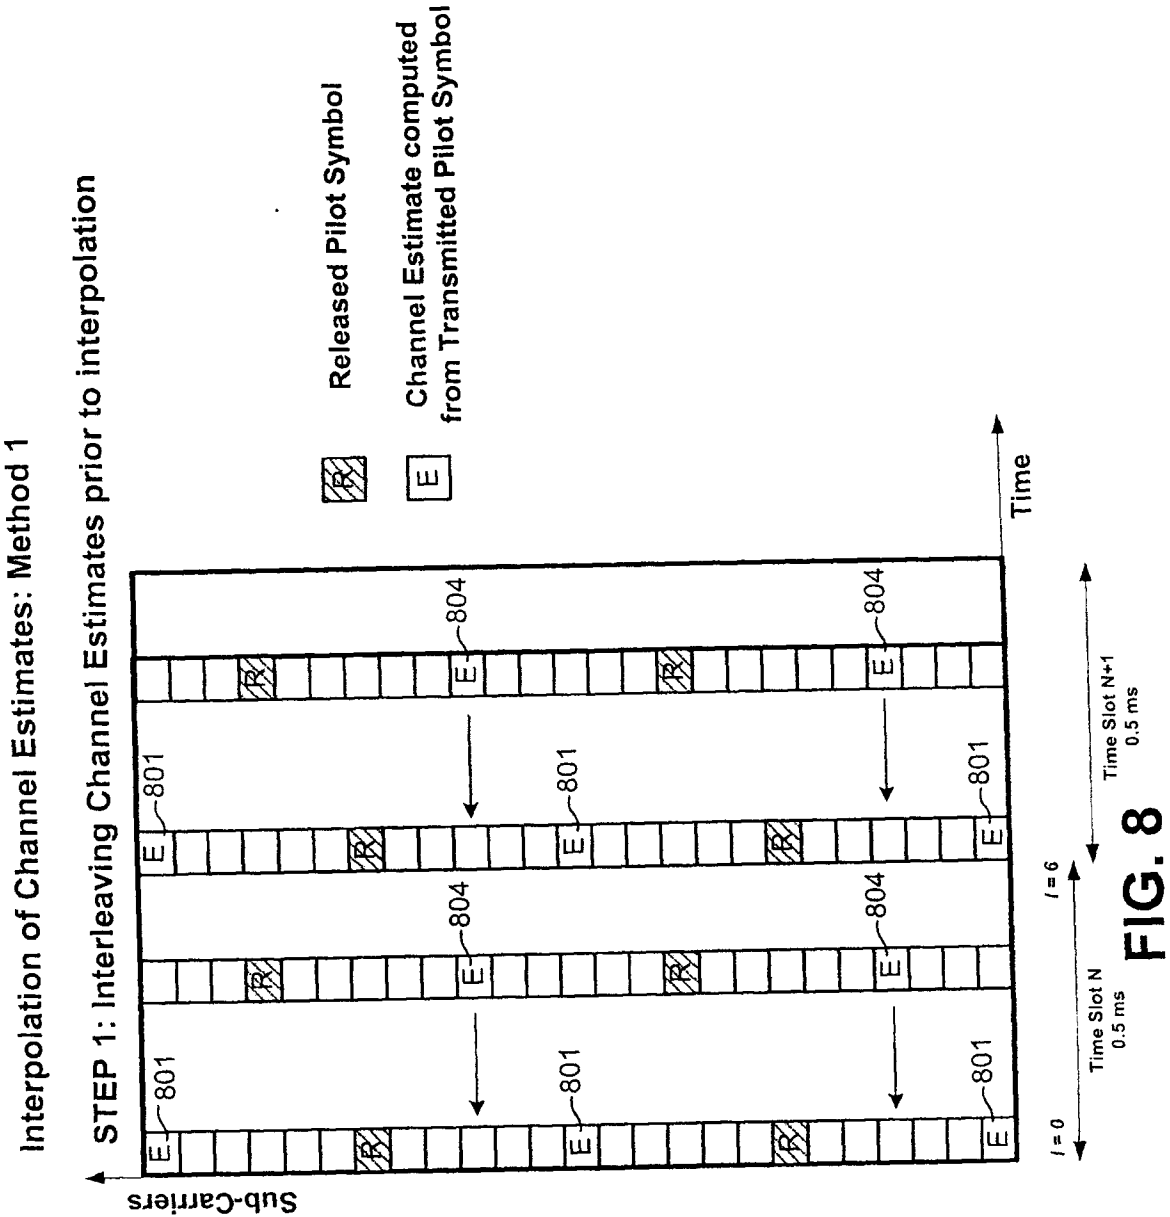 Interpolation of Channel Estimates: Method 1
STEP 1: Interleaving Channel Estimates prior to interpolation
Sub-Carriers
E 801
E 801
R
R
R
R
E 804
E 804
E 801
E 801
R
R
R
R
E 804
E 804
E 801
E 801
R Released Pilot Symbol
E Channel Estimate computed
from Transmitted Pilot Symbol
Time
l = 0
l = 6
Time Slot N
0.5 ms
Time Slot N+1
0.5 ms
FIG. 8